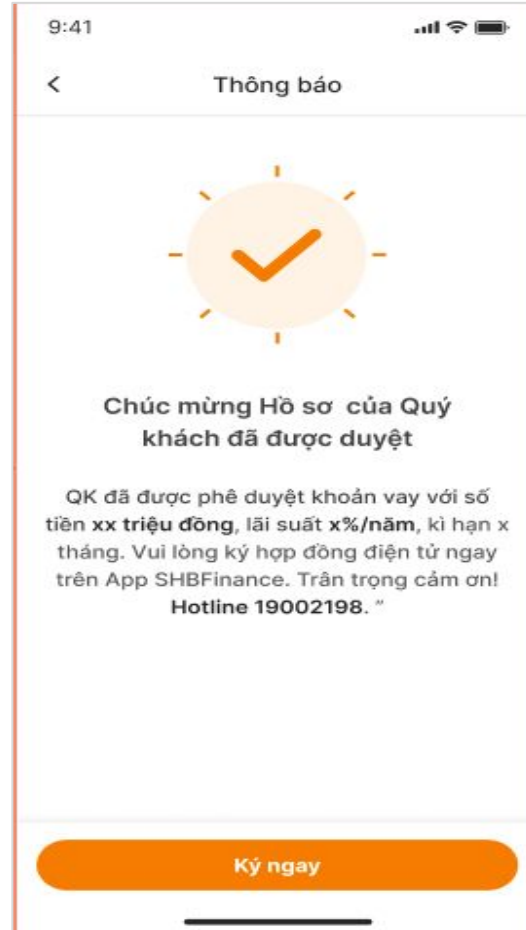 9:41
Thông báo
Chúc mừng Hồ sơ của Quý
khách đã được duyệt
QK đã được phê duyệt khoản vay với số
tiền xx triệu đồng, lãi suất x%/năm, kì hạn x
tháng. Vui lòng ký hợp đồng điện tử ngay
trên App SHBFinance. Trân trọng cảm ơn!
Hotline 19002198. "
Ký ngay